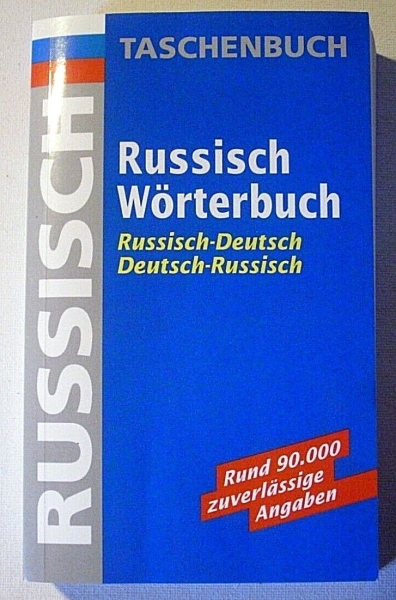 TASCHENBUCH
RUSSISCH
Russisch
Wörterbuch
Russisch-Deutsch
Deutsch-Russisch
Rund 90.000
zuverlässige
Angaben